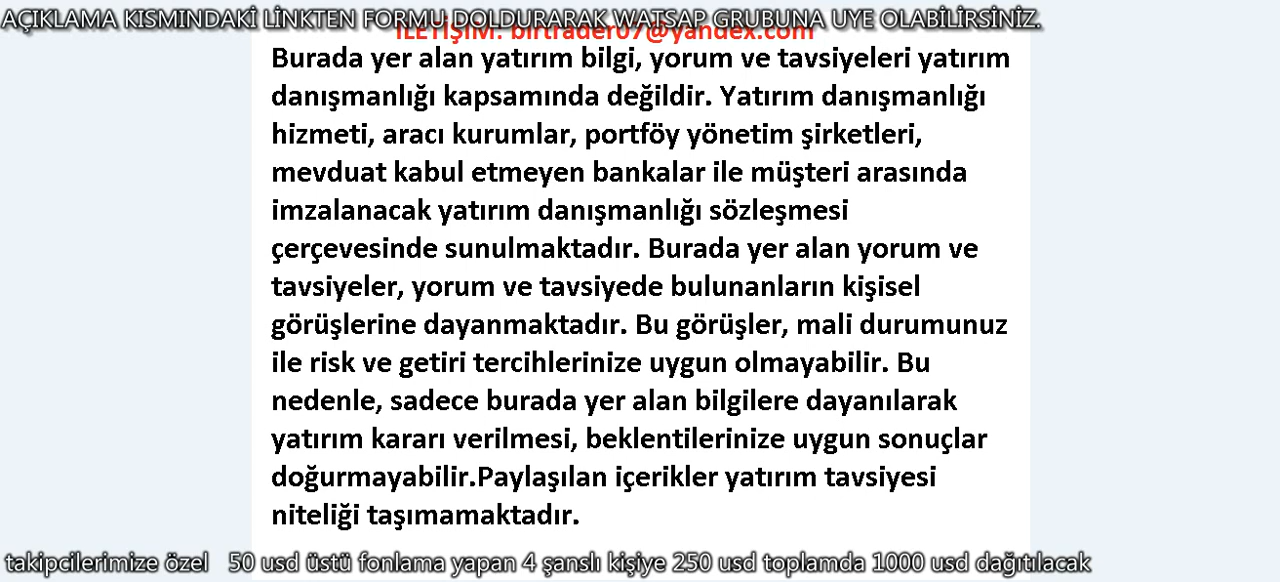 AÇIKLAMA KISMINDAKİ LİNKTEN FORMU DOLDURARAK WATSAP GRUBUNA UYE OLABİLİRSİNİZ.
İLETİŞİM: birtrader07@yandex.com
Burada yer alan yatırım bilgi, yorum ve tavsiyeleri yatırım
danışmanlığı kapsamında değildir. Yatırım danışmanlığı
hizmeti, aracı kurumlar, portföy yönetim şirketleri,
mevduat kabul etmeyen bankalar ile müşteri arasında
imzalanacak yatırım danışmanlığı sözleşmesi
çerçevesinde sunulmaktadır. Burada yer alan yorum ve
tavsiyeler, yorum ve tavsiyede bulunanların kişisel
görüşlerine dayanmaktadır. Bu görüşler, mali durumunuz
ile risk ve getiri tercihlerinize uygun olmayabilir. Bu
nedenle, sadece burada yer alan bilgilere dayanılarak
yatırım kararı verilmesi, beklentilerinize uygun sonuçlar
doğurmayabilir.Paylaşılan içerikler yatırım tavsiyesi
niteliği taşımamaktadır.
takipcilerimize özel 50 usd üstü fonlama yapan 4 şanslı kişiye 250 usd toplamda 1000 usd dağıtılacak